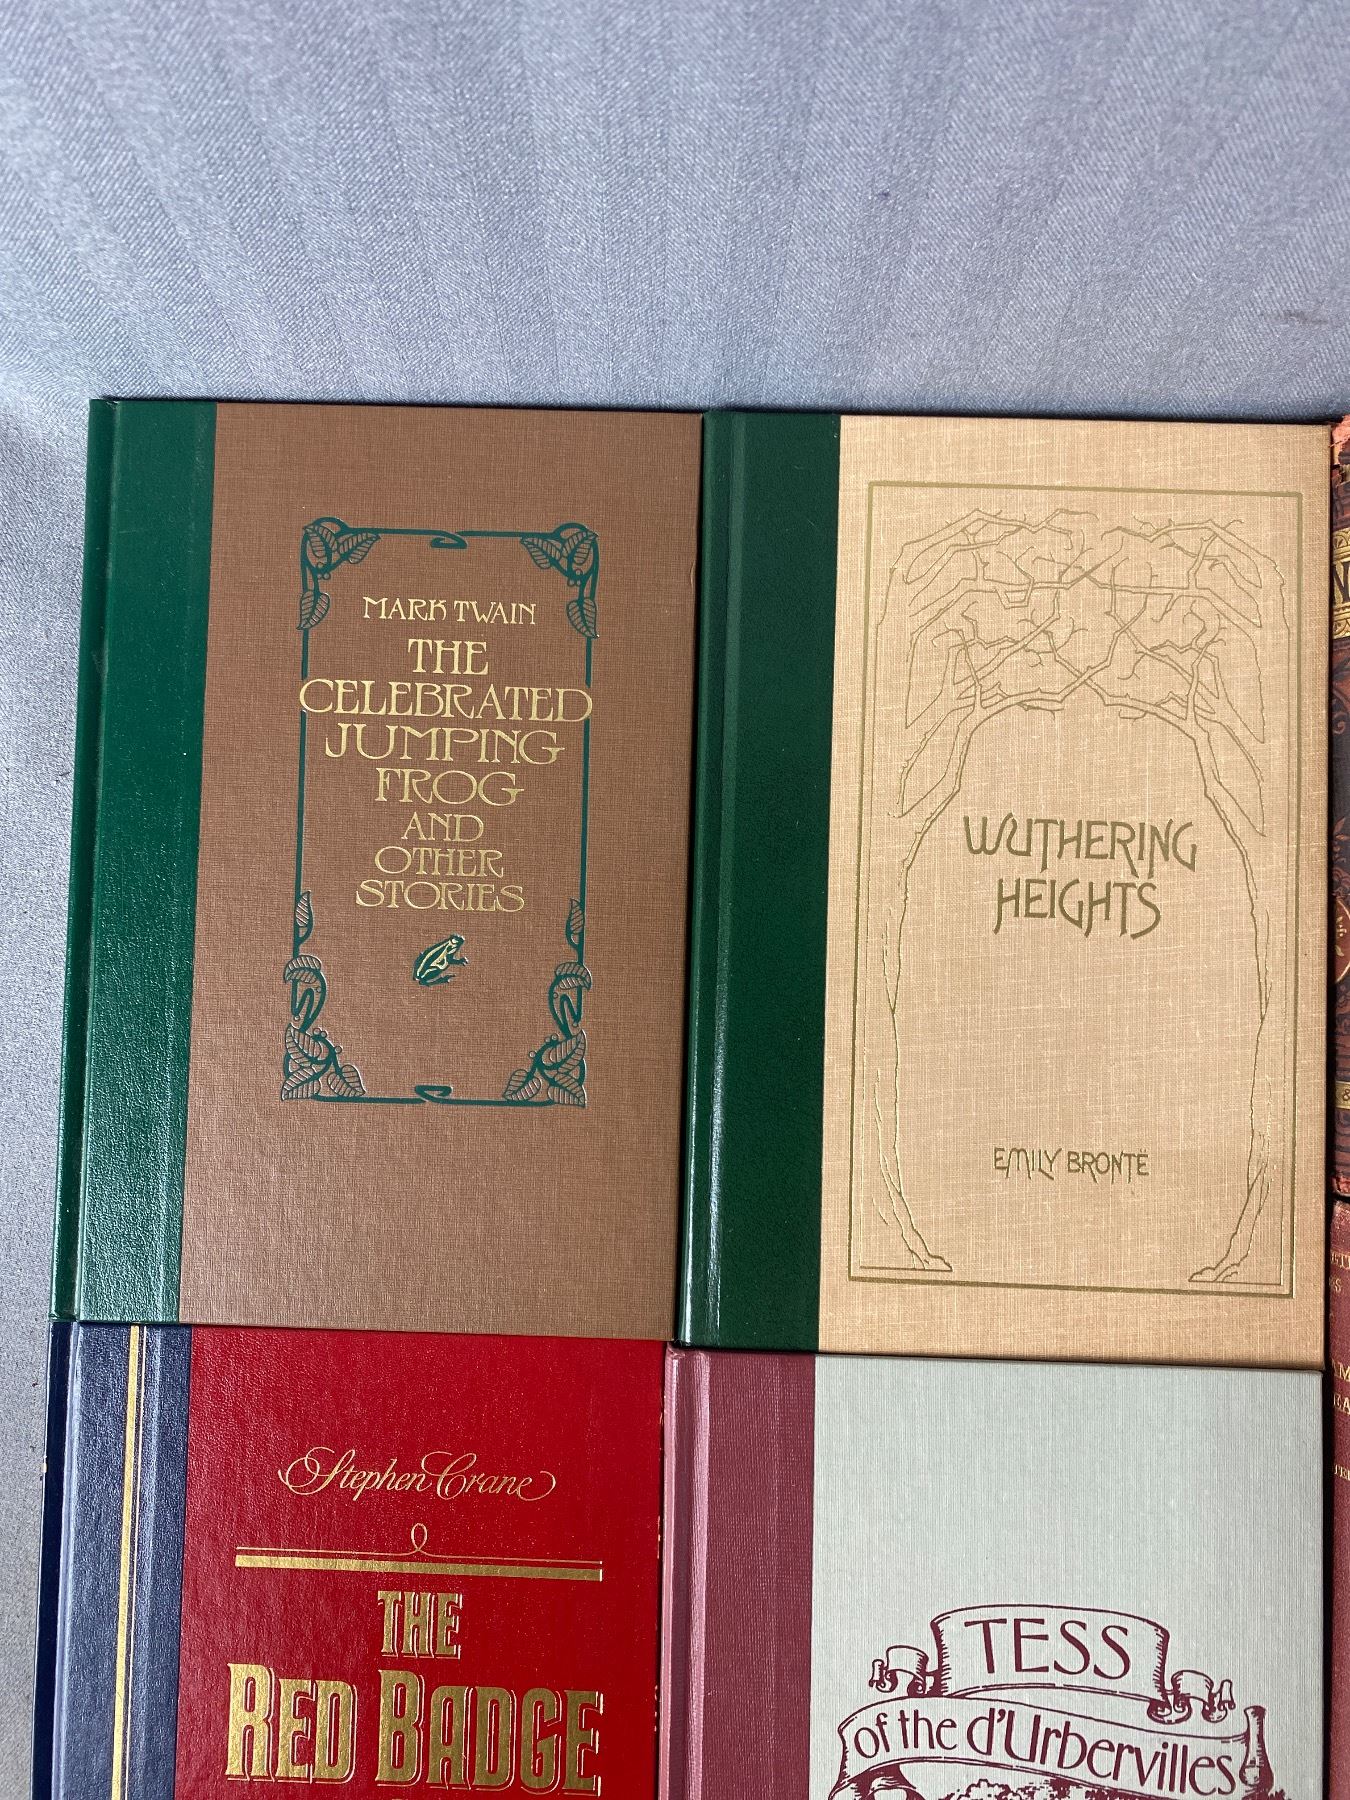 MARK TWAIN
THE
CELEBRATED
JUMPING
FROG
AND
OTHER
STORIES
WUTHERING
HEIGHTS
EMILY BRONTË
Stephen Crane
THE
RED BADGE
TESS
of the d'Urbervilles